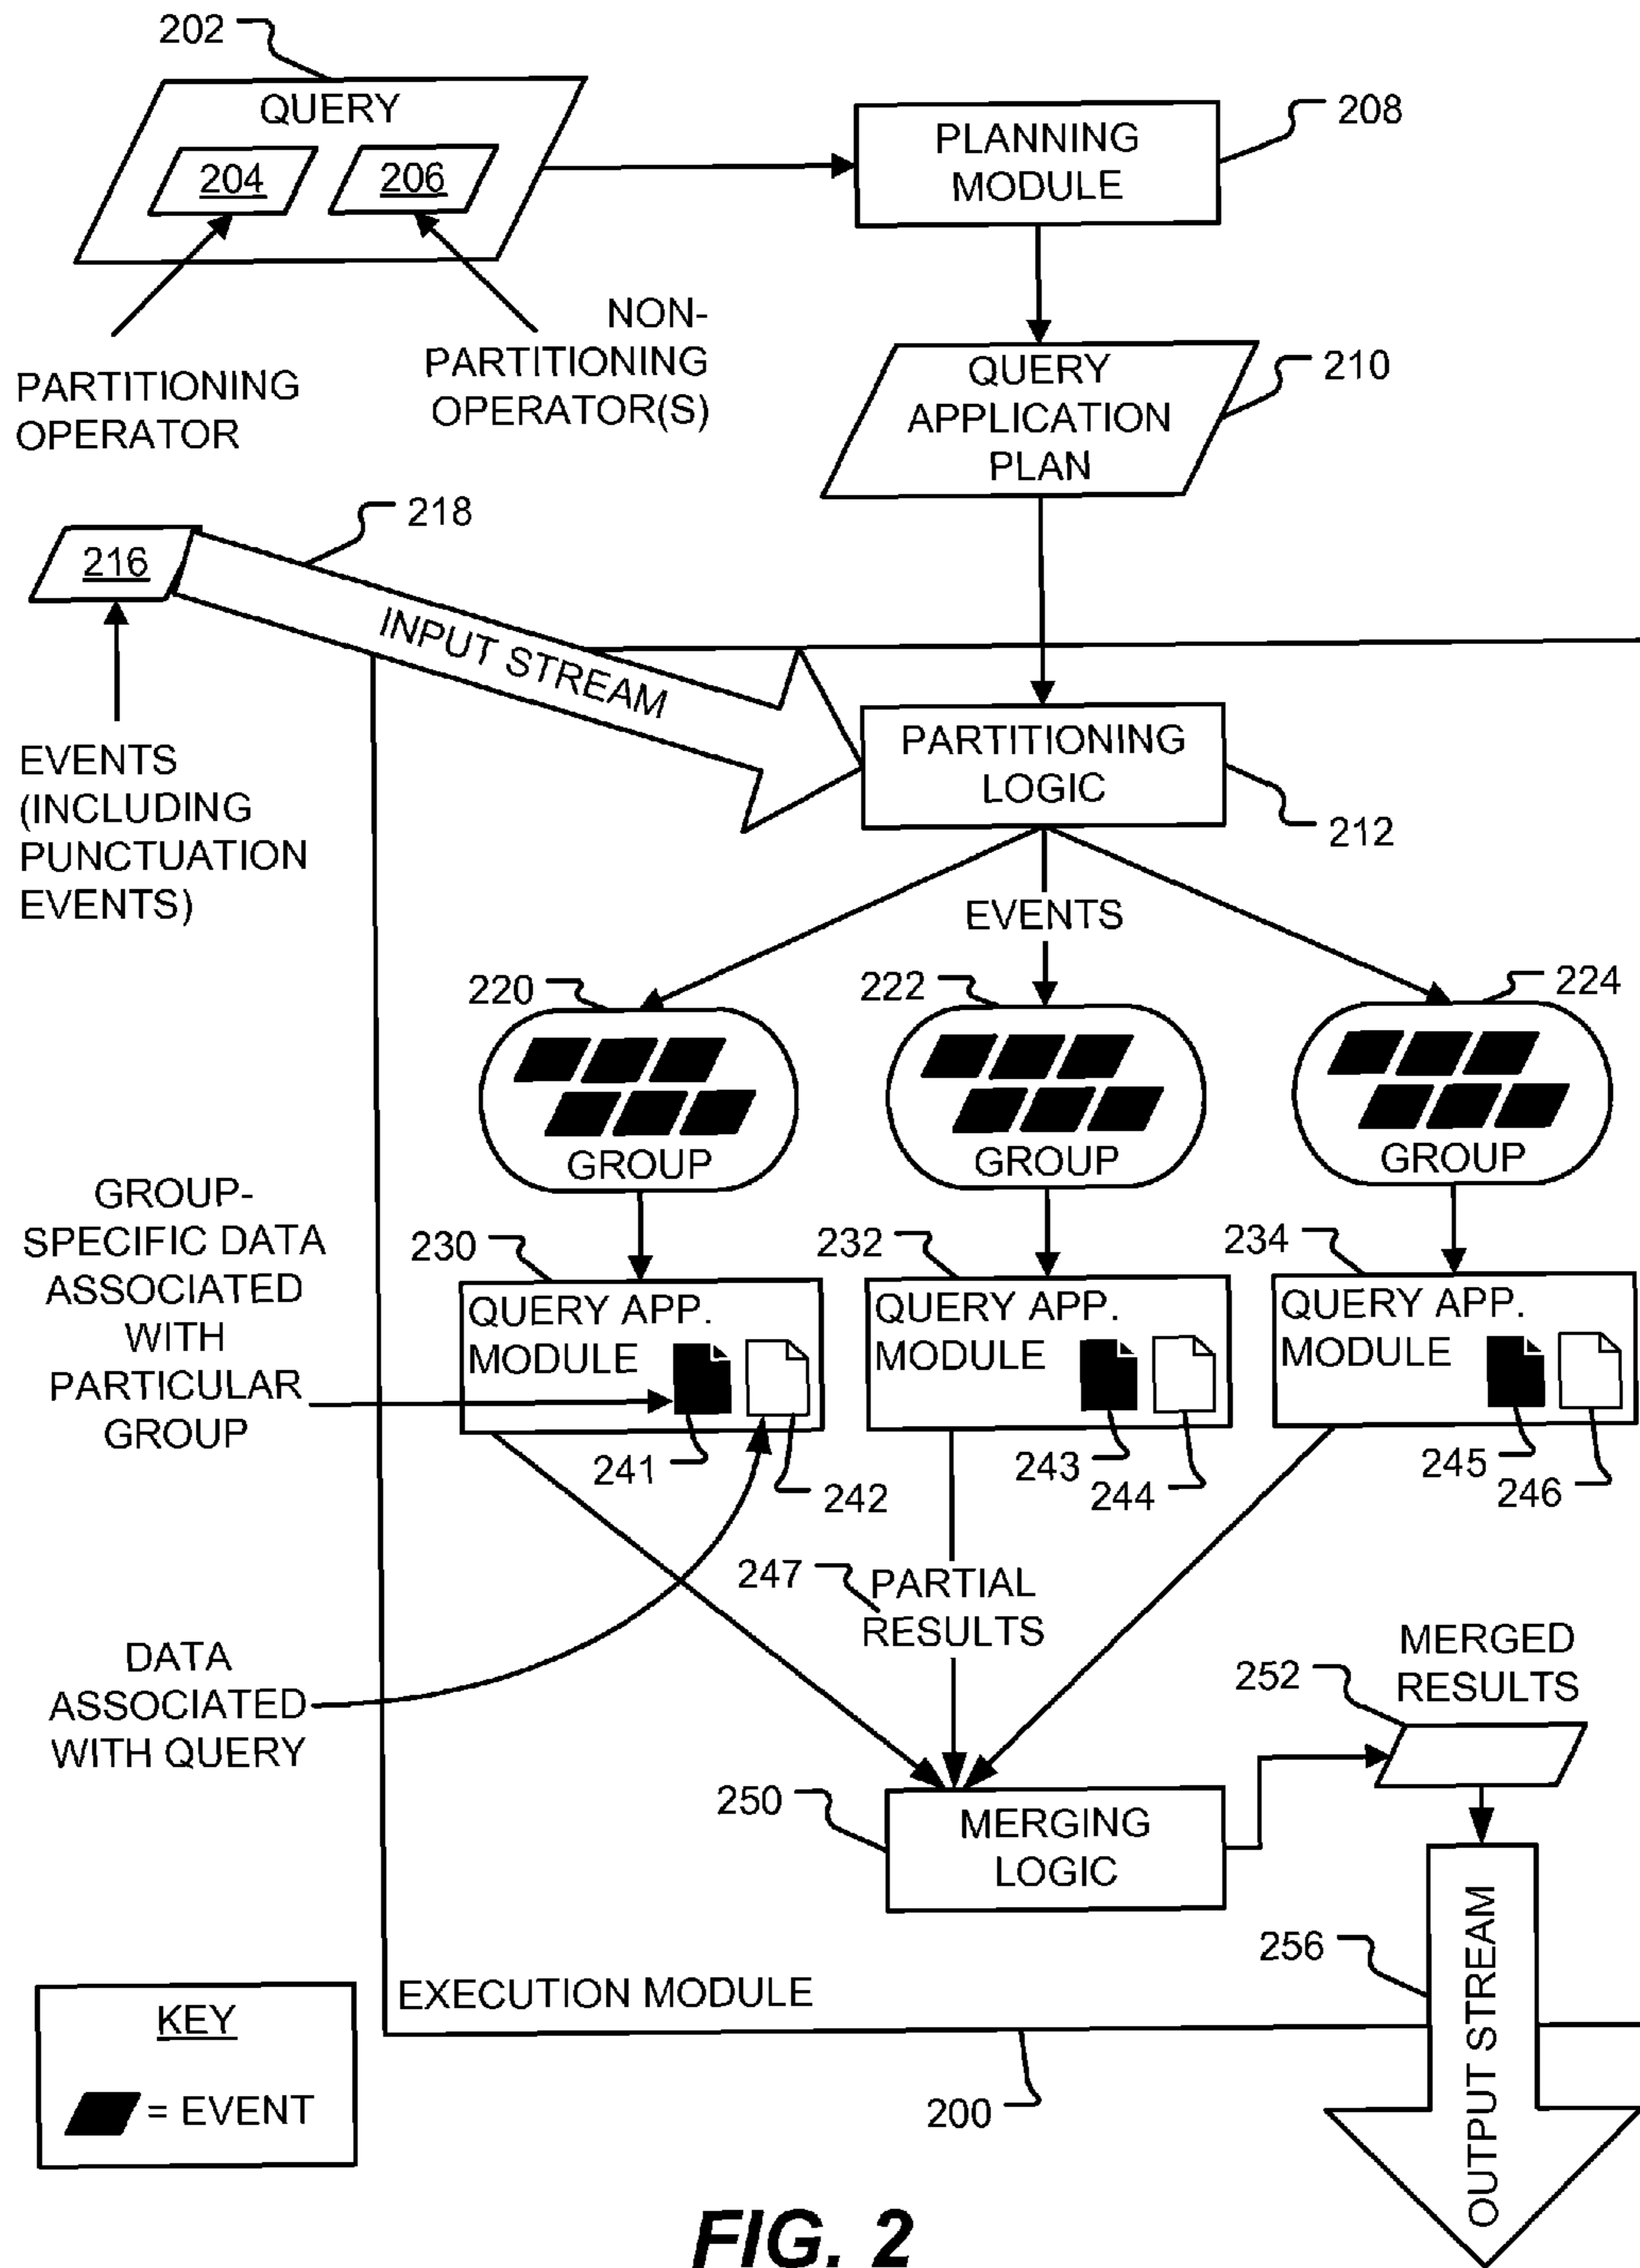 202
QUERY
204
206
PLANNING
MODULE
208
NON-
PARTITIONING
OPERATOR(S)
PARTITIONING
OPERATOR
QUERY
APPLICATION
PLAN
210
218
216
INPUT STREAM
EVENTS
(INCLUDING
PUNCTUATION
EVENTS)
PARTITIONING
LOGIC
212
EVENTS
220
222
224
GROUP
GROUP
GROUP
GROUP-
SPECIFIC DATA
ASSOCIATED
WITH
PARTICULAR
GROUP
230
232
234
QUERY APP.
MODULE
QUERY APP.
MODULE
QUERY APP.
MODULE
241
242
243
244
245
246
247
PARTIAL
RESULTS
DATA
ASSOCIATED
WITH QUERY
MERGED
RESULTS
252
250
MERGING
LOGIC
256
OUTPUT STREAM
EXECUTION MODULE
200
KEY
= EVENT
FIG. 2